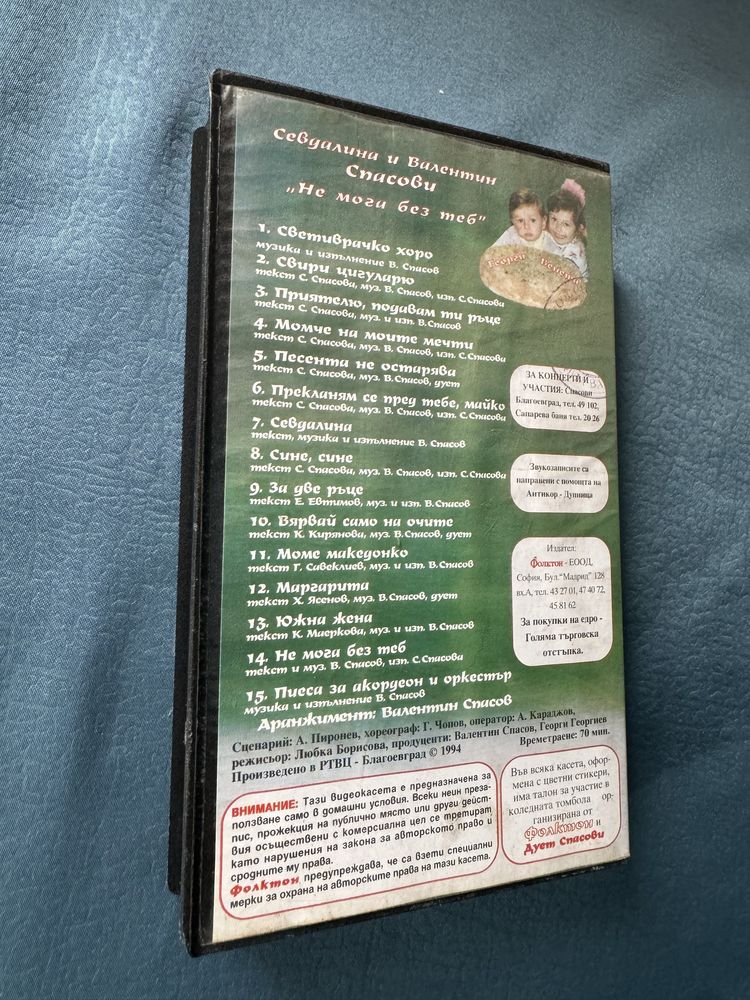 Севдалина и Валентин
Спасови
„Не мога без теб"
Георги
1. Светиврачко хоро
музика и изпълнение В. Спасов
2. Свири цигуларю
текст С. Спасова, муз. В. Спасов, изп. С.Спасова
3. Приятелю, подавам ти ръце
текст С. Спасова, муз. и изп. В.Спасов
4. Момче на моите мечти
текст С. Спасова, муз. В. Спасов, изп. С.Спасова
5. Песента не остарява
текст С. Спасова, муз. В. Спасов, дует
6. Прекланям се пред тебе, майко
текст С. Спасова, муз. В. Спасов, изп. С.Спасова
7. Севдалина
текст, музика и изпълнение В. Спасов
8. Сине, сине
текст С. Спасова, муз. В. Спасов, изп. С.Спасова
9. За две ръце
текст Е. Евтимов, муз. и изп. В.Спасов
10. Вярвай само на очите
текст К. Кирянова, муз. В.Спасов, дует
11. Моме македонко
текст Г. Савеклиев, муз. и изп. В.Спасов
12. Маргарита
текст Х. Ясенов, муз. В.Спасов, дует
13. Южна жена
текст К. Маеркова, муз. и изп. В.Спасов
14. Не мога без теб
текст и муз. В. Спасов, изп. С.Спасова
15. Пиеса за акордеон и оркестър
музика и изпълнение В. Спасов
Аранжимент: Валентин Спасов
ЗА КОНЦЕРТИ И
УЧАСТИЯ: Спасови
Благоевград, тел. 49 102,
Сапарева баня тел. 20 26
Звукозаписите са
направени с помощта на
Антикор - Дупница
Издател:
Фолктон - ЕООД,
София, Бул."Мадрид" 128
вх.А, тел. 43 27 01, 47 40 72,
45 81 62
За покупки на едро -
Голяма търговска
отстъпка.
Сценарий: А. Пиронев, хореограф: Г. Чопов, оператор: А. Караджов,
режисьор: Любка Борисова, продуценти: Валентин Спасов, Георги Георгиев
Произведено в РТВЦ - Благоевград © 1994
Времетраене: 70 мин.
ВНИМАНИЕ: Тази видеокасета е предназначена за
ползване само в домашни условия. Всеки неин преза-
пис, прожекция на публично място или други дейст-
вия осъществени с комерсиална цел се третират
като нарушения на закона за авторското право и
сродните му права.
Фолктон предупреждава, че са взети специални
мерки за охрана на авторските права на тази касета.
Във всяка касета, офор-
мена с цветни стикери,
има талон за участие в
коледната томбола ор-
ганизирана от
Фолктон и
Дует Спасови